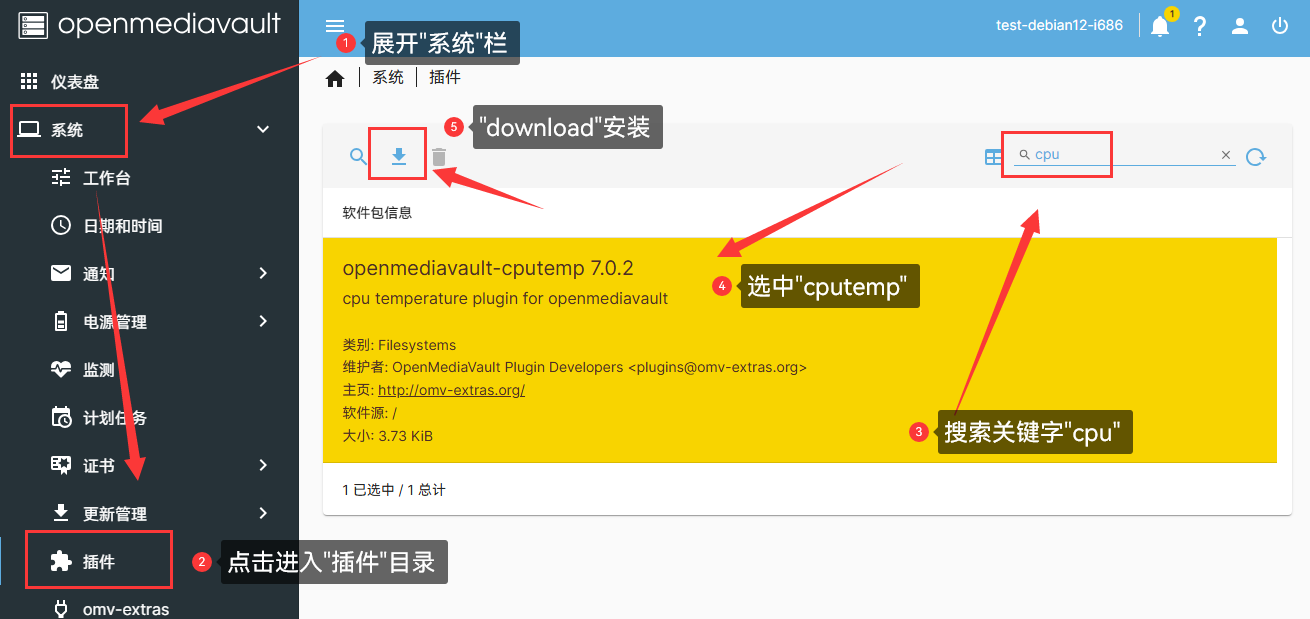 openmediavault
test-debian12-i686
1
1 展开"系统"栏
仪表盘
系统 | 插件
系统
5 "download"安装
cpu
工作台
软件包信息
日期和时间
openmediavault-cputemp 7.0.2
通知
4 选中"cputemp"
cpu temperature plugin for openmediavault
电源管理
类别: Filesystems
维护者: OpenMediaVault Plugin Developers <plugins@omv-extras.org>
监测
主页: http://omv-extras.org/
软件源: /
计划任务
3 搜索关键字"cpu"
大小: 3.73 KiB
证书
1 已选中 / 1 总计
更新管理
插件
2 点击进入"插件"目录
omv-extras